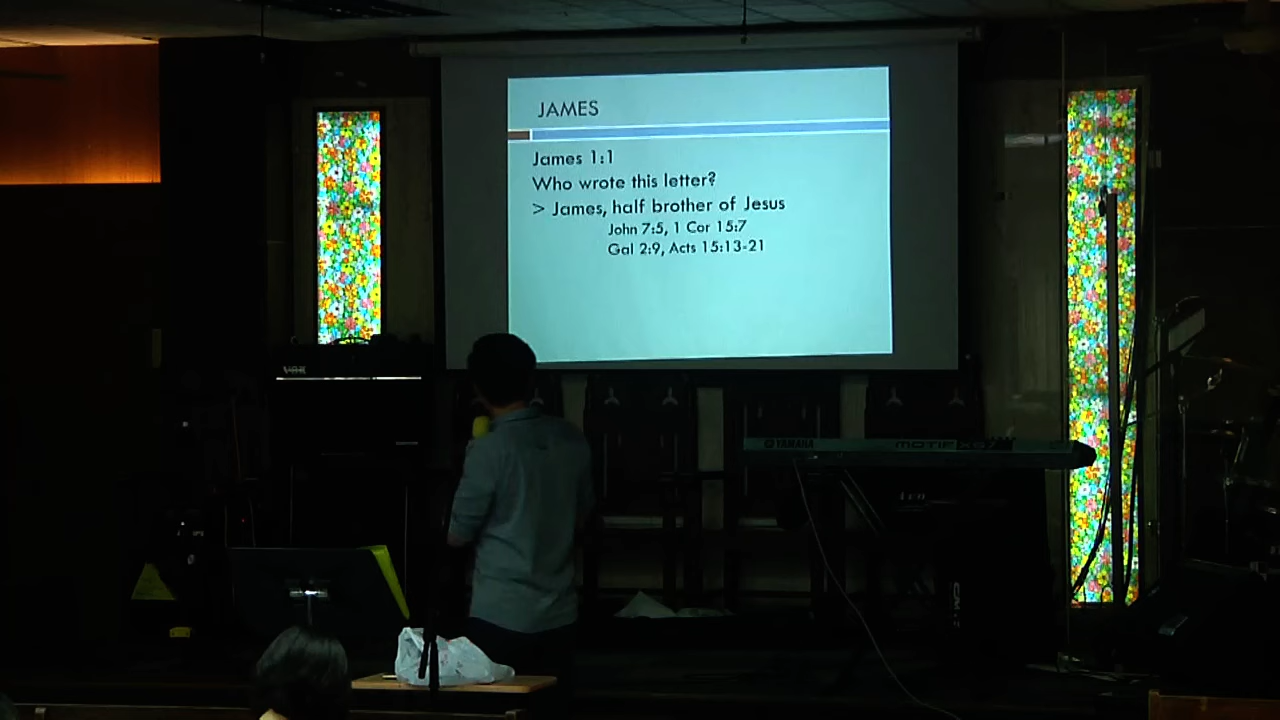 JAMES
James 1:1
Who wrote this letter?
> James, half brother of Jesus
John 7:5, 1 Cor 15:7
Gal 2:9, Acts 15:13-21
VOX
YAMAHA MOTIF